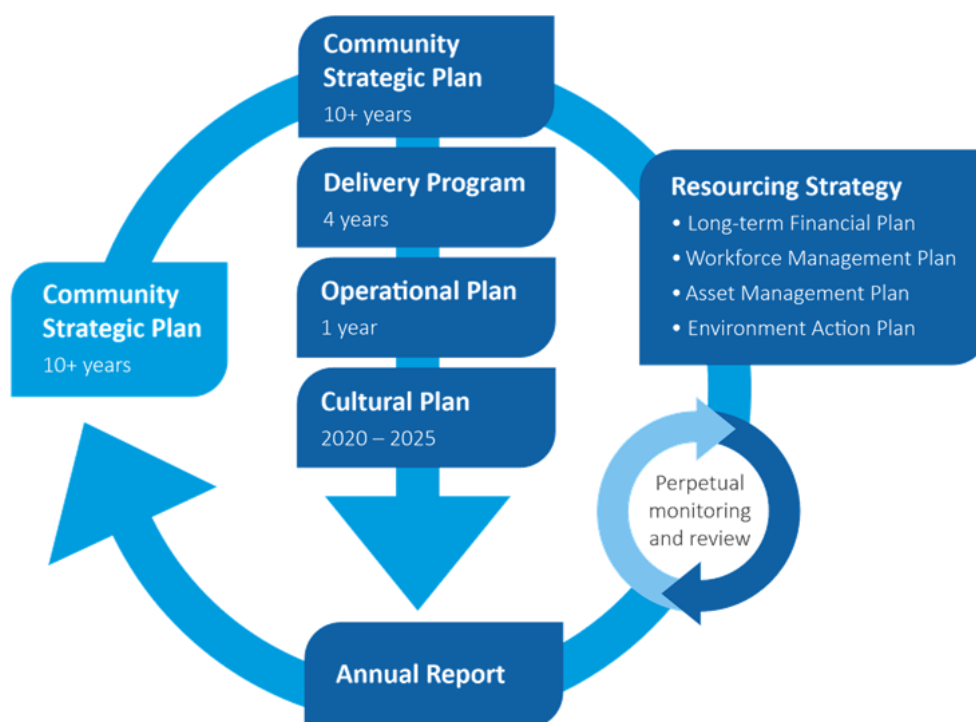 Community
Strategic Plan
10+ years
Delivery Program
4 years
Operational Plan
1 year
Cultural Plan
2020 – 2025
Resourcing Strategy
• Long-term Financial Plan
• Workforce Management Plan
• Asset Management Plan
• Environment Action Plan
Perpetual
monitoring
and review
Annual Report
Community
Strategic Plan
10+ years